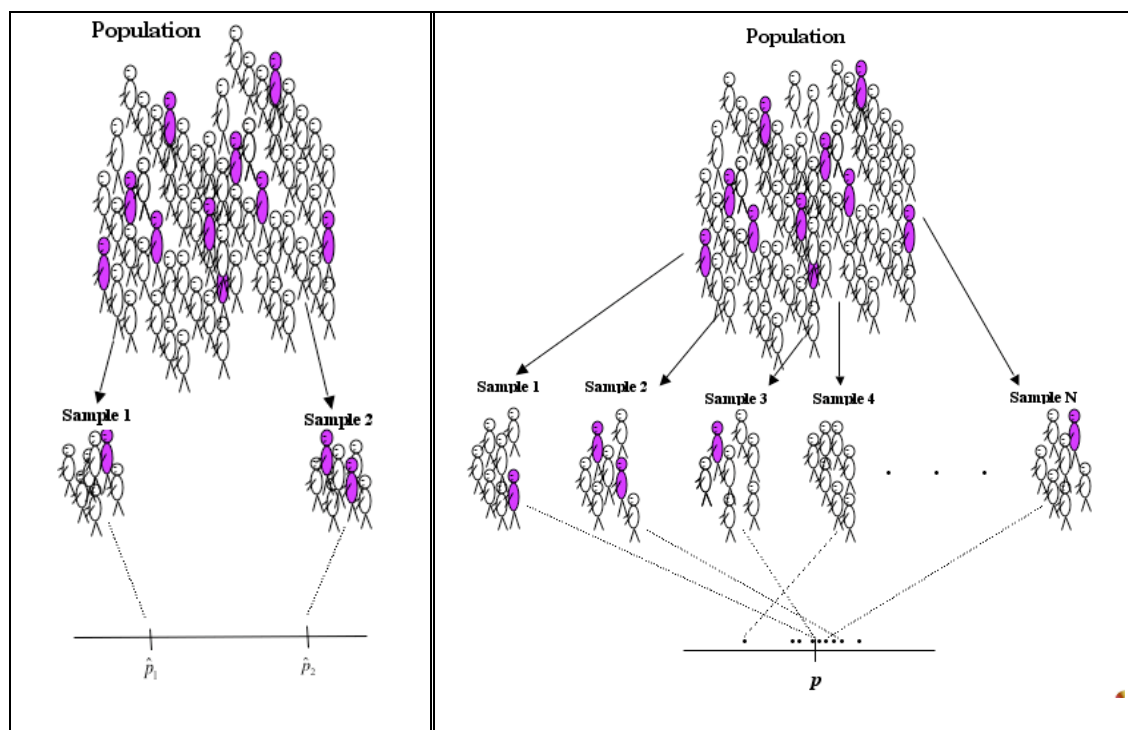 Population
Sample 1
Sample 2
p̂₁
p̂₂
Population
Sample 1
Sample 2
Sample 3
Sample 4
Sample N
p